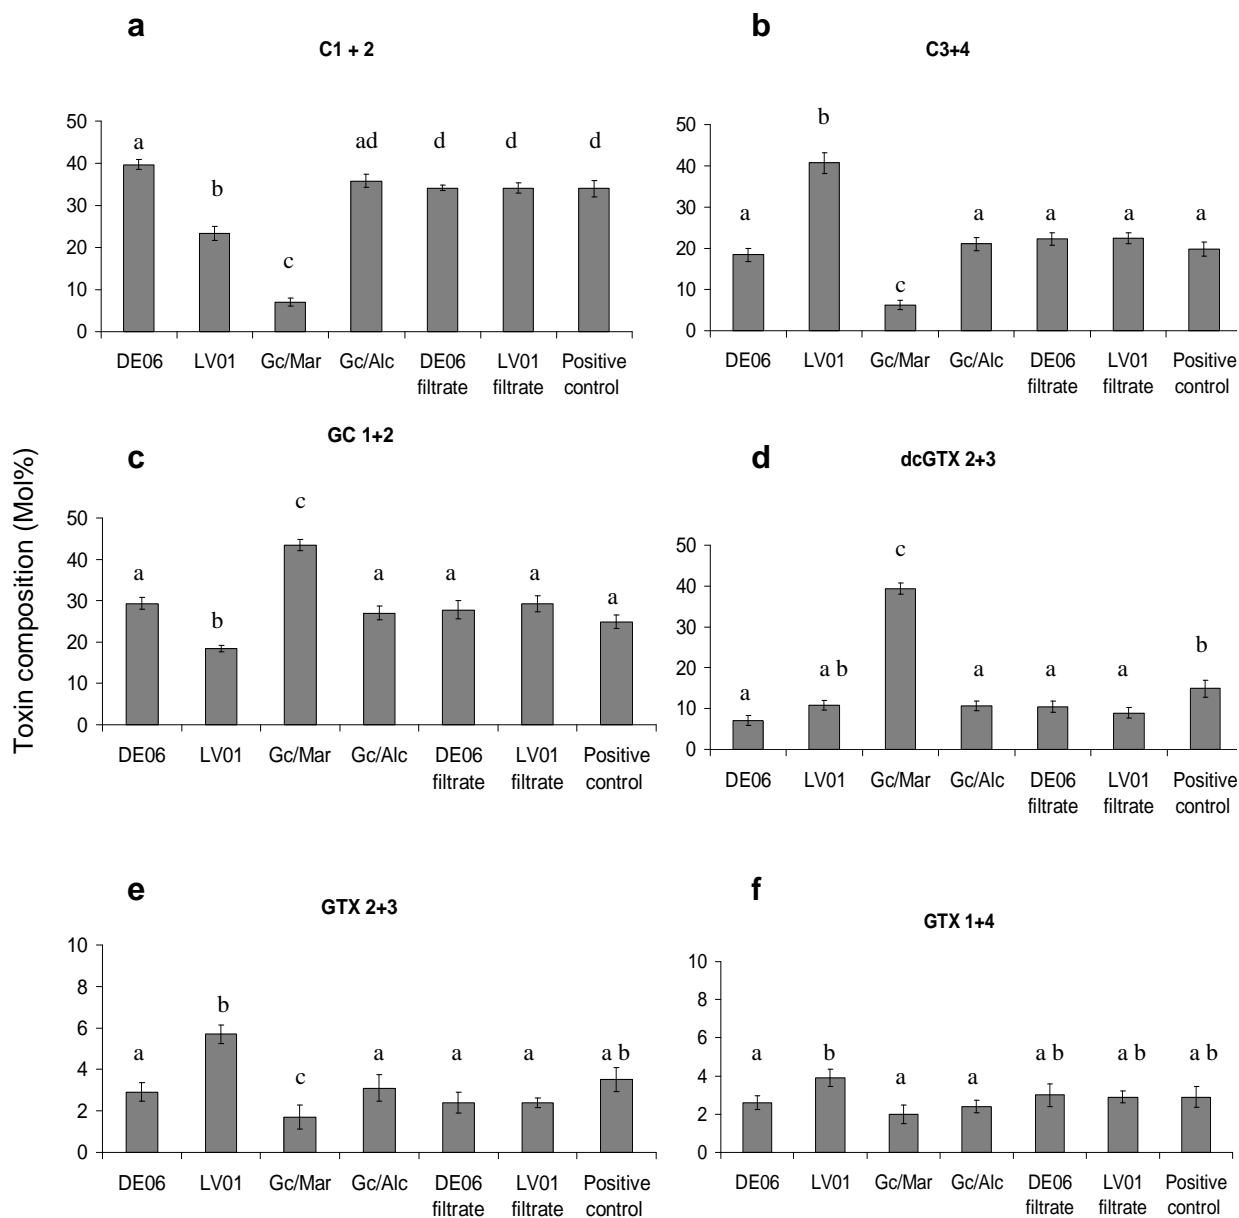 Toxin composition (Mol%)
a
C1 + 2
50
40
30
20
10
0
a
b
c
ad
d
d
d
DE06
LV01
Gc/Mar
Gc/Alc
DE06
filtrate
LV01
filtrate
Positive
control
b
C3+4
50
40
30
20
10
0
a
b
c
a
a
a
a
DE06
LV01
Gc/Mar
Gc/Alc
DE06
filtrate
LV01
filtrate
Positive
control
c
GC 1+2
50
40
30
20
10
0
a
b
c
a
a
a
a
DE06
LV01
Gc/Mar
Gc/Alc
DE06
filtrate
LV01
filtrate
Positive
control
d
dcGTX 2+3
50
40
30
20
10
0
a
a b
c
a
a
a
b
DE06
LV01
Gc/Mar
Gc/Alc
DE06
filtrate
LV01
filtrate
Positive
control
e
GTX 2+3
10
8
6
4
2
0
a
b
c
a
a
a
a b
DE06
LV01
Gc/Mar
Gc/Alc
DE06
filtrate
LV01
filtrate
Positive
control
f
GTX 1+4
10
8
6
4
2
0
a
b
a
a
a b
a b
a b
DE06
LV01
Gc/Mar
Gc/Alc
DE06
filtrate
LV01
filtrate
Positive
control